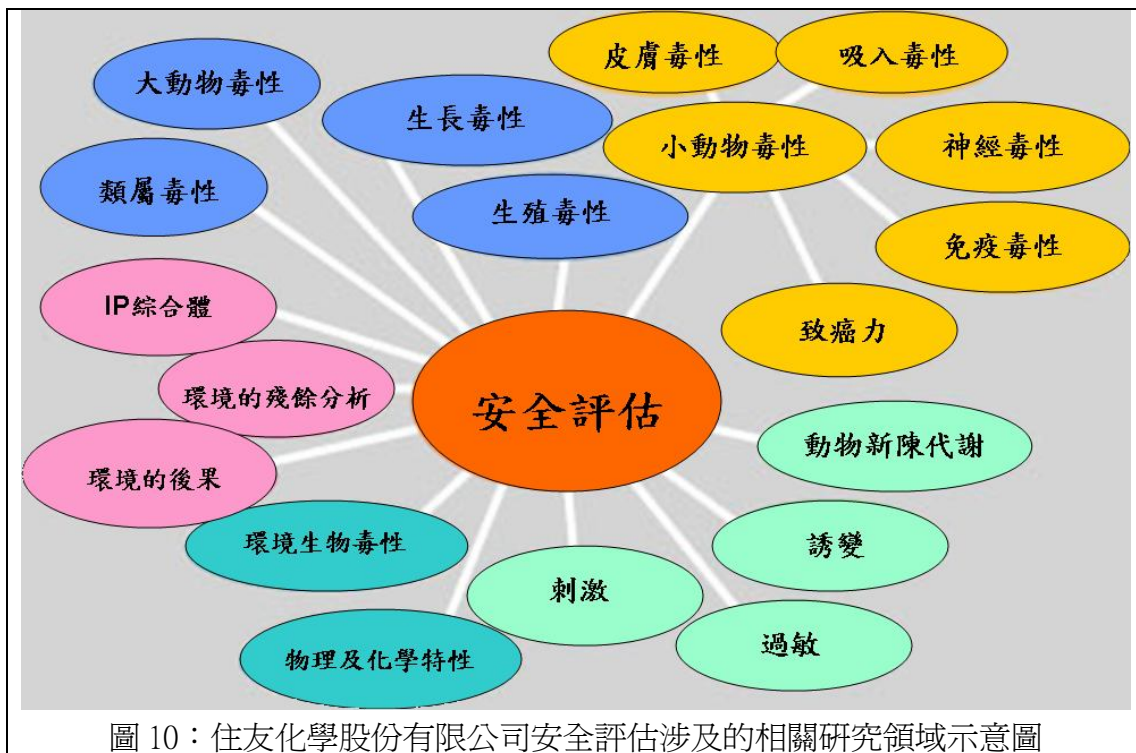 皮膚毒性
吸入毒性
大動物毒性
生長毒性
小動物毒性
神經毒性
類屬毒性
生殖毒性
免疫毒性
IP綜合體
致癌力
環境的殘餘分析
安全評估
動物新陳代謝
環境的後果
環境生物毒性
誘變
刺激
物理及化學特性
過敏
圖 10：住友化學股份有限公司安全評估涉及的相關研究領域示意圖